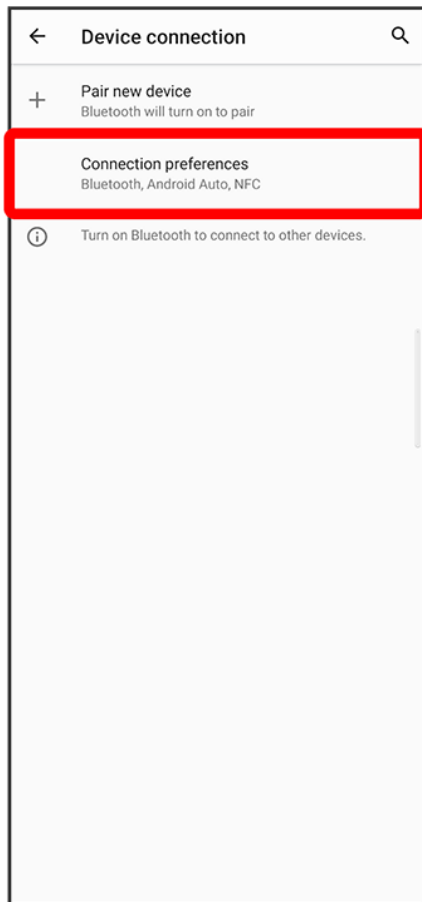 Device connection
Pair new device
Bluetooth will turn on to pair
Connection preferences
Bluetooth, Android Auto, NFC
Turn on Bluetooth to connect to other devices.